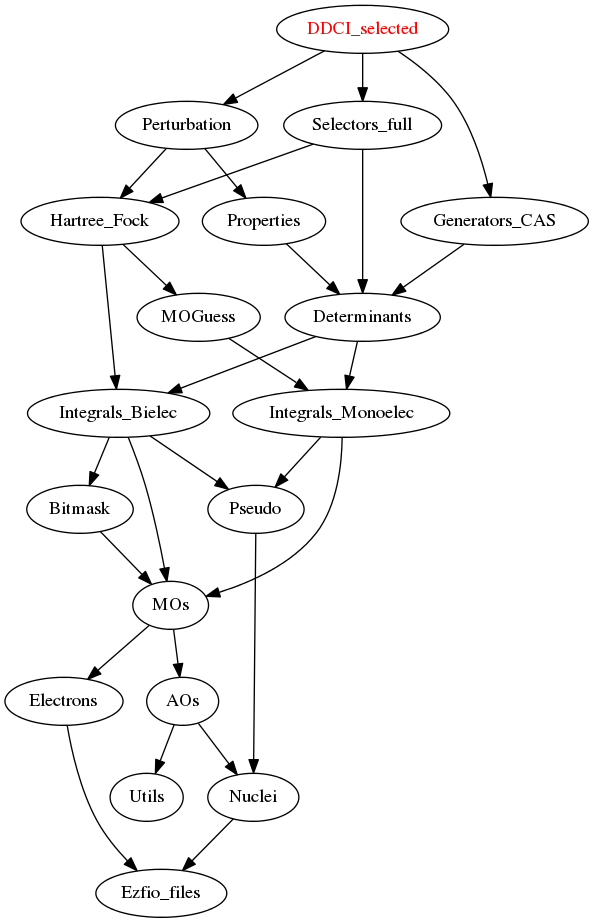 DDCI_selected
Perturbation
Selectors_full
Hartree_Fock
Properties
Generators_CAS
MOGuess
Determinants
Integrals_Bielec
Integrals_Monoelec
Bitmask
Pseudo
MOs
Electrons
AOs
Utils
Nuclei
Ezfio_files